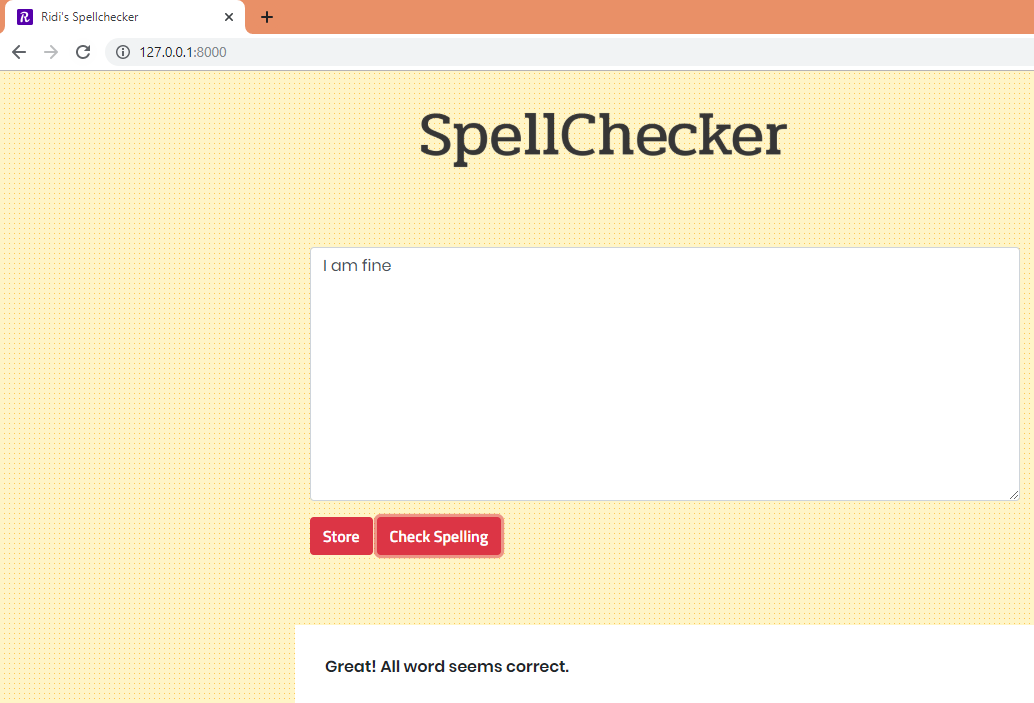 Ridi's Spellchecker
127.0.0.1:8000
SpellChecker
I am fine
Store Check Spelling
Great! All word seems correct.